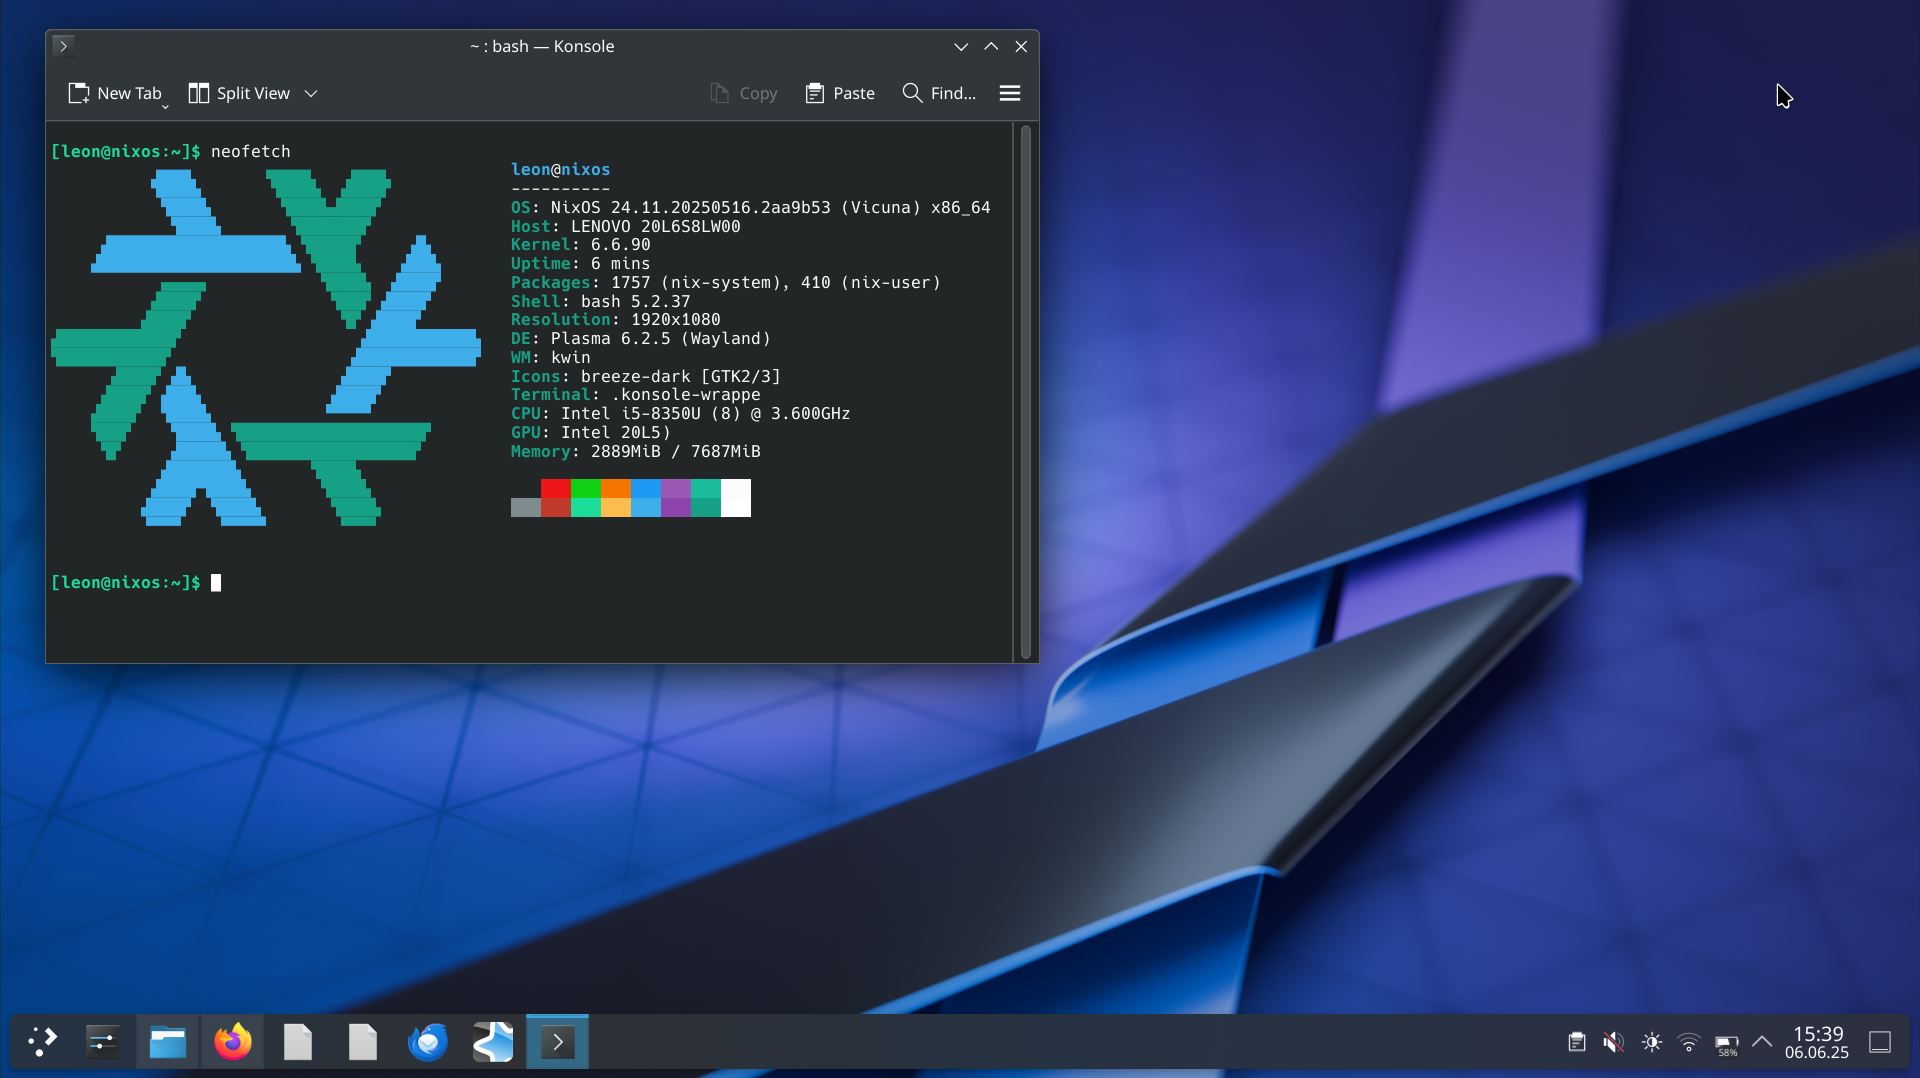 ~ : bash — Konsole
New Tab Split View Copy Paste Find...
[leon@nixos:~]$ neofetch
leon@nixos
----------
OS: NixOS 24.11.20250516.2aa9b53 (Vicuna) x86_64
Host: LENOVO 20L6S8LW00
Kernel: 6.6.90
Uptime: 6 mins
Packages: 1757 (nix-system), 410 (nix-user)
Shell: bash 5.2.37
Resolution: 1920x1080
DE: Plasma 6.2.5 (Wayland)
WM: kwin
Icons: breeze-dark [GTK2/3]
Terminal: .konsole-wrappe
CPU: Intel i5-8350U (8) @ 3.600GHz
GPU: Intel 20L5)
Memory: 2889MiB / 7687MiB
[leon@nixos:~]$
58%
15:39
06.06.25